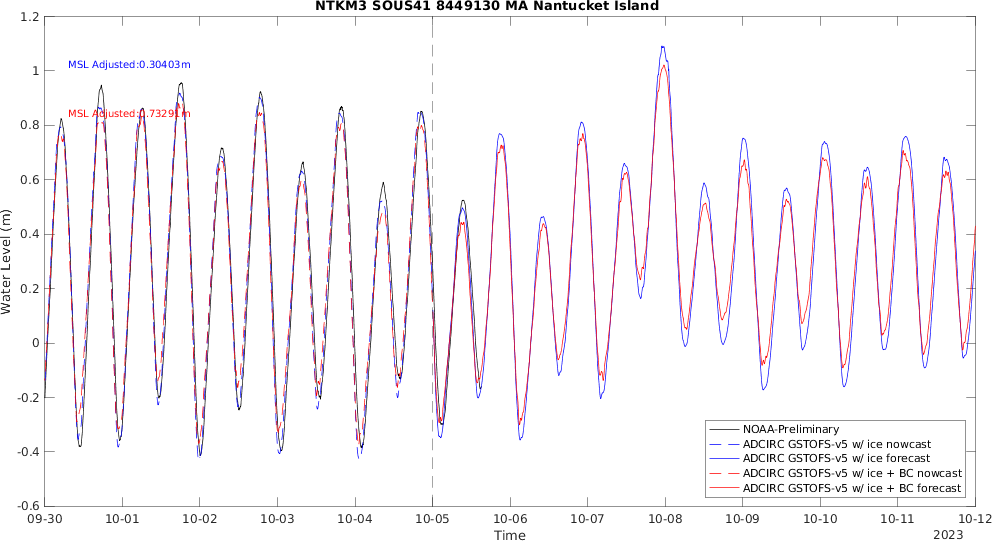 NTKM3 SOUS41 8449130 MA Nantucket Island
1.2
1
0.8
0.6
0.4
0.2
0
-0.2
-0.4
-0.6
Water Level (m)
MSL Adjusted:0.30403m
MSL Adjusted:0.73291m
NOAA-Preliminary
ADCIRC GSTOFS-v5 w/ ice nowcast
ADCIRC GSTOFS-v5 w/ ice forecast
ADCIRC GSTOFS-v5 w/ ice + BC nowcast
ADCIRC GSTOFS-v5 w/ ice + BC forecast
09-30 10-01 10-02 10-03 10-04 10-05 10-06 10-07 10-08 10-09 10-10 10-11 10-12
Time
2023